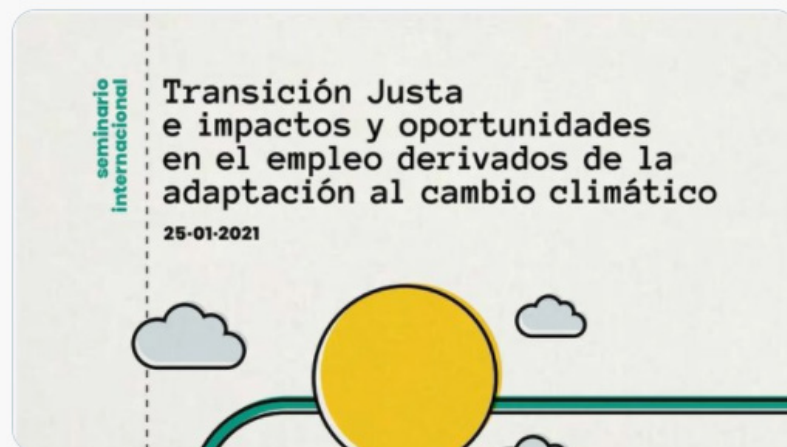 seminario
internacional
Transición Justa
e impactos y oportunidades
en el empleo derivados de la
adaptación al cambio climático
25-01-2021